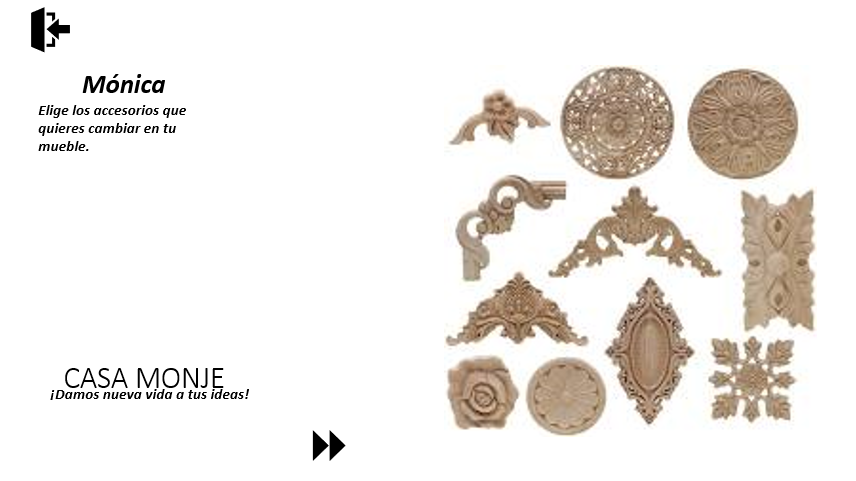 Mónica
Elige los accesorios que
quieres cambiar en tu
mueble.
CASA MONJE
¡Damos nueva vida a tus ideas!